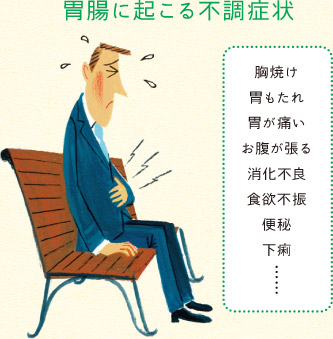 胃腸に起こる不調症状
胸焼け
胃もたれ
胃が痛い
お腹が張る
消化不良
食欲不振
便秘
下痢
……